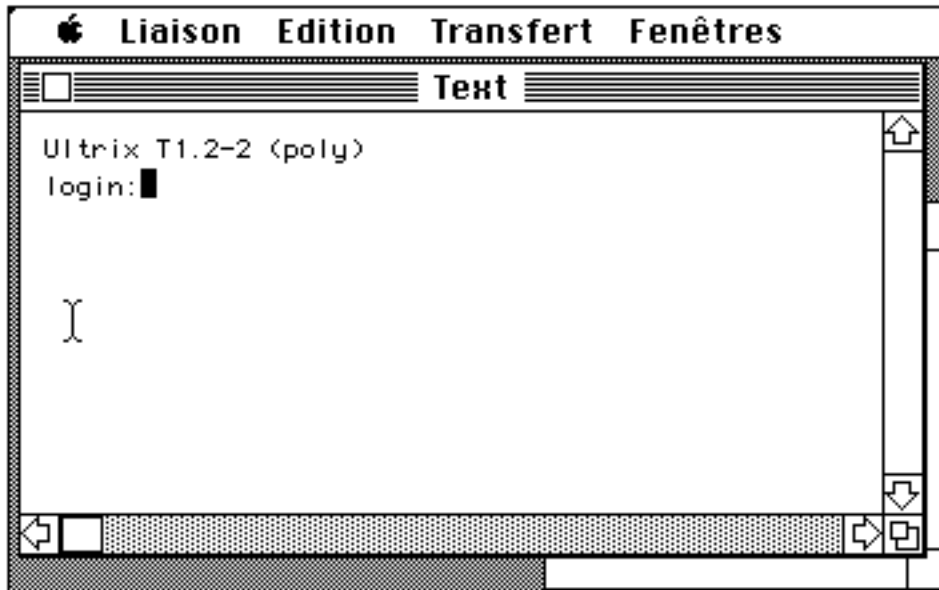 Liaison Edition Transfert Fenêtres
Text
Ultrix T1.2-2 (poly)
login: